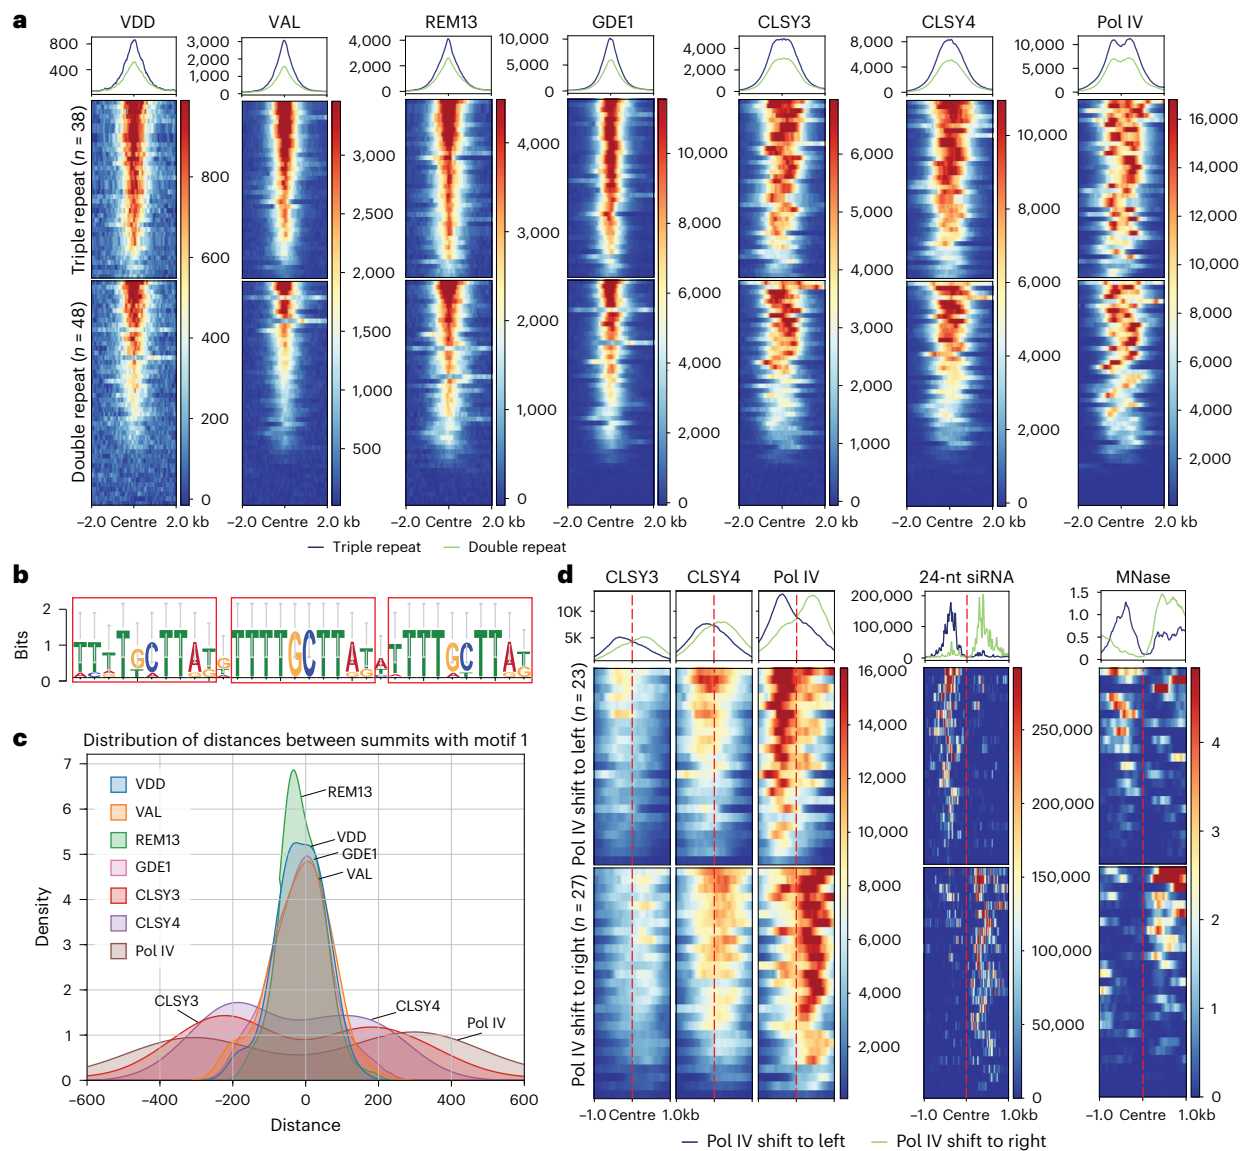 a
VDD VAL REM13 GDE1 CLSY3 CLSY4 Pol IV
800
400
3,000
2,000
1,000
0
4,000
2,000
0
10,000
5,000
0
4,000
2,000
0
8,000
4,000
0
10,000
5,000
0
Triple repeat (n = 38)
Double repeat (n = 48)
800
600
400
200
0
3,000
2,500
2,000
1,500
1,000
500
4,000
3,000
2,000
1,000
0
10,000
8,000
6,000
4,000
2,000
0
6,000
5,000
4,000
3,000
2,000
1,000
0
10,000
8,000
6,000
4,000
2,000
0
16,000
14,000
12,000
10,000
8,000
6,000
4,000
2,000
−2.0 Centre 2.0 kb
−2.0 Centre 2.0 kb
−2.0 Centre 2.0 kb
−2.0 Centre 2.0 kb
−2.0 Centre 2.0 kb
−2.0 Centre 2.0 kb
−2.0 Centre 2.0 kb
Triple repeat Double repeat
b
Bits
2
1
0
c
Distribution of distances between summits with motif 1
Density
7
6
5
4
3
2
1
0
VDD
VAL
REM13
GDE1
CLSY3
CLSY4
Pol IV
REM13
VDD
GDE1
VAL
CLSY3
CLSY4
Pol IV
−600 −400 −200 0 200 400 600
Distance
d
CLSY3 CLSY4 Pol IV 24-nt siRNA MNase
10K
5K
200,000
100,000
0
1.5
1.0
0.5
0
Pol IV shift to left (n = 23)
Pol IV shift to right (n = 27)
16,000
14,000
12,000
10,000
8,000
6,000
4,000
2,000
250,000
200,000
150,000
100,000
50,000
0
4
3
2
1
0
−1.0 Centre 1.0kb
−1.0 Centre 1.0kb
−1.0 Centre 1.0kb
Pol IV shift to left Pol IV shift to right